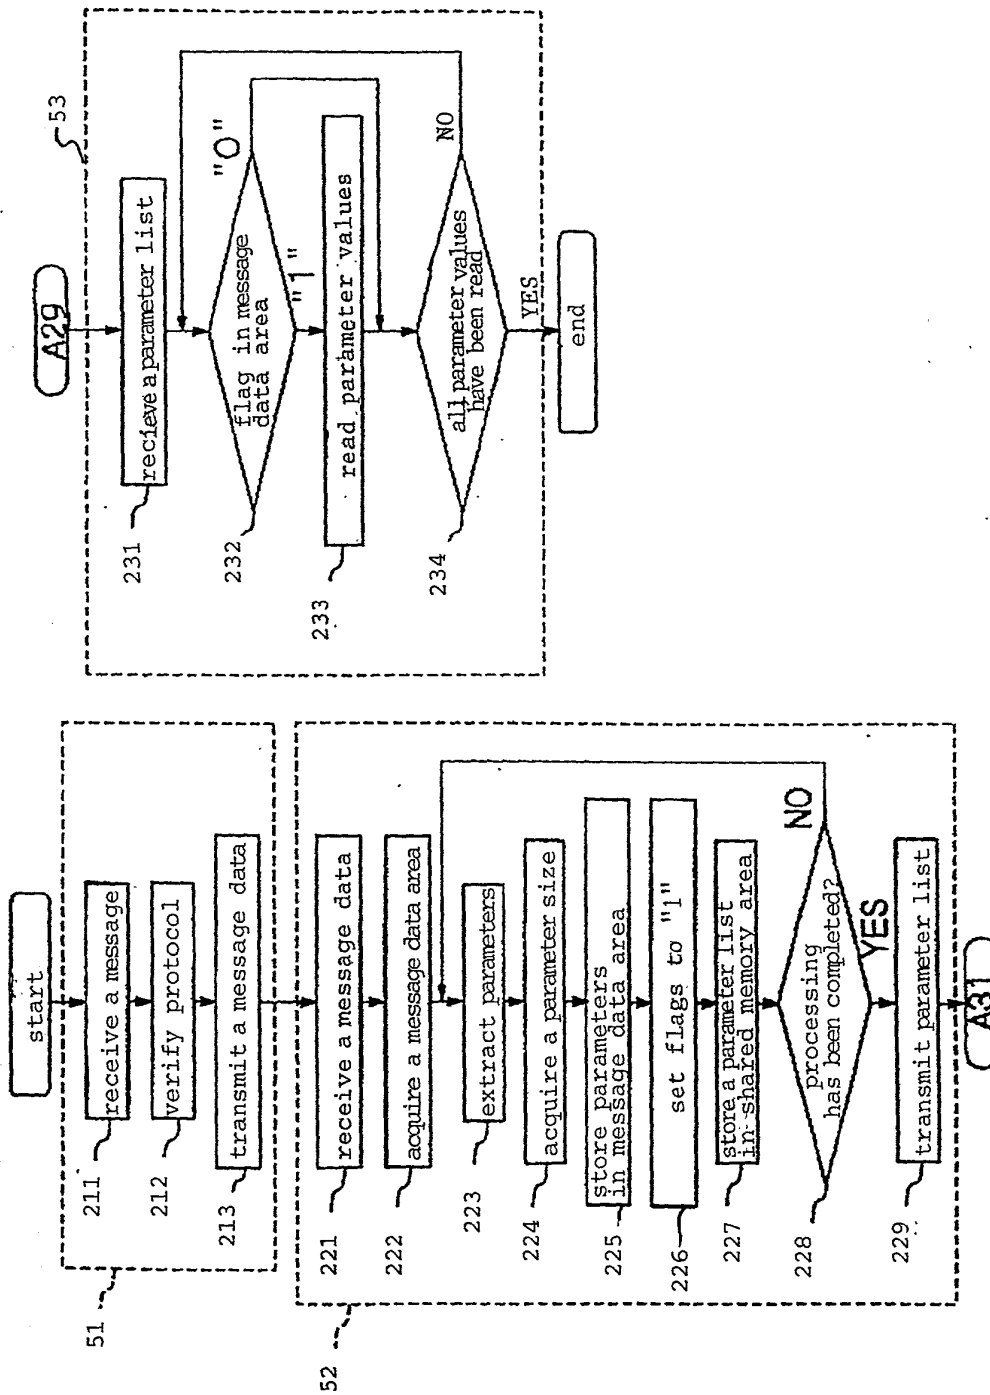 start
51
211
receive a message
212
verify protocol
213
transmit a message data
52
221
receive a message data
222
acquire a message data area
223
extract parameters
224
acquire a parameter size
225
store parameters
in message data area
226
set flags to "1"
227
store a parameter list
in shared memory area
228
processing
has been completed?
NO
YES
229
transmit parameter list
A31
A29
53
231
recieve a parameter list
232
flag in message
data area
"0"
"1"
233
read parameter values
234
all parameter values
have been read
NO
YES
end